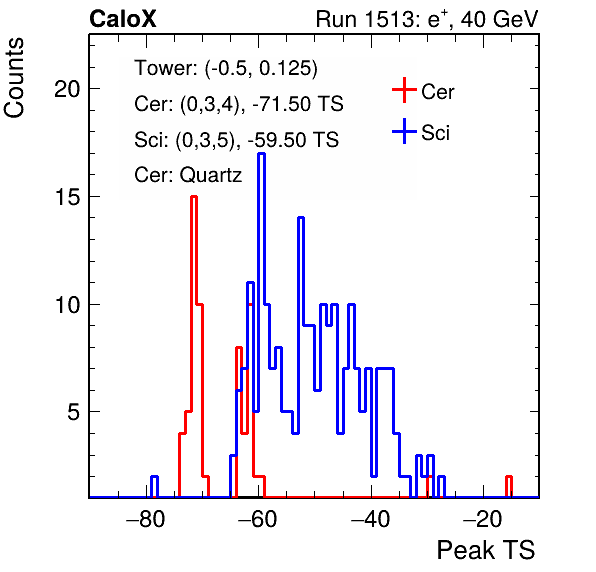 CaloX Run 1513: e⁺, 40 GeV
Counts
Tower: (-0.5, 0.125)
Cer: (0,3,4), -71.50 TS
Sci: (0,3,5), -59.50 TS
Cer: Quartz
Cer
Sci
20
15
10
5
−80 −60 −40 −20
Peak TS